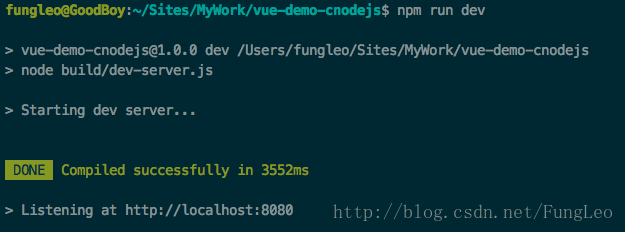 fungleo@GoodBoy:~/Sites/MyWork/vue-demo-cnodejs$ npm run dev
> vue-demo-cnodejs@1.0.0 dev /Users/fungleo/Sites/MyWork/vue-demo-cnodejs
> node build/dev-server.js
> Starting dev server...
DONE Compiled successfully in 3552ms
> Listening at http://localhost:8080
http://blog.csdn.net/FungLeo